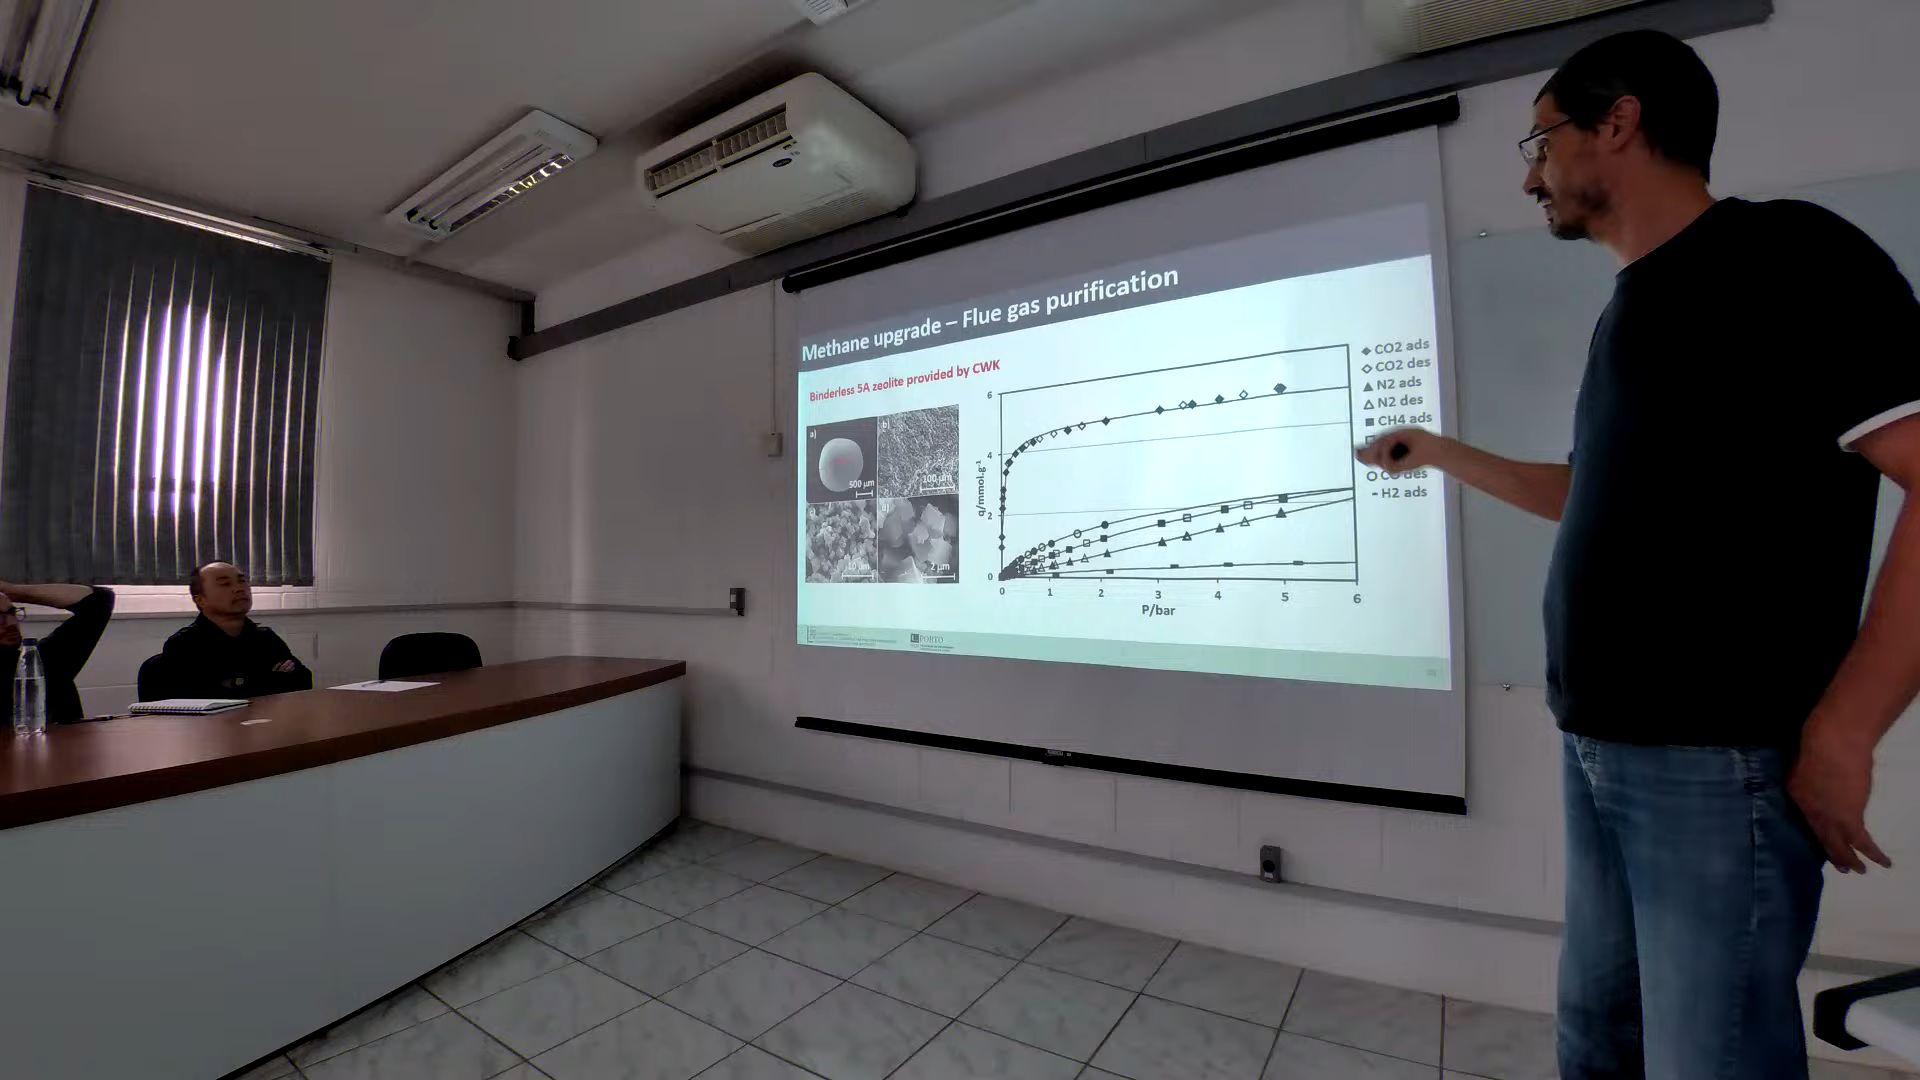 Methane upgrade – Flue gas purification
Binderless 5A zeolite provided by CWK
a)
500 μm
b)
100 μm
10 μm
2 μm
q/mmol.g-1
6
4
2
0
0 1 2 3 4 5 6
P/bar
CO2 ads
CO2 des
N2 ads
N2 des
CH4 ads
CO des
H2 ads
U. PORTO